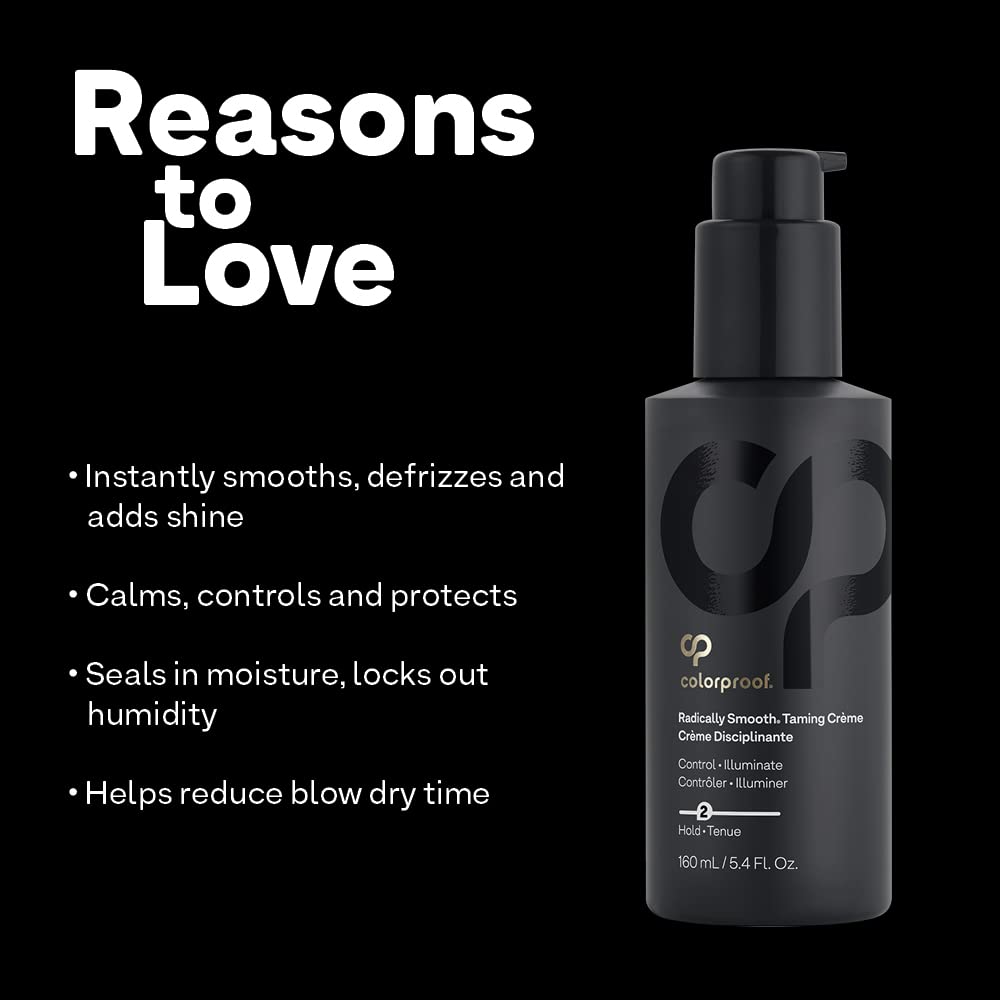 Reasons
to
Love
• Instantly smooths, defrizzes and
adds shine
• Calms, controls and protects
• Seals in moisture, locks out
humidity
• Helps reduce blow dry time
cp
cp
colorproof.
Radically Smooth® Taming Crème
Crème Disciplinante
Control • Illuminate
Contrôler • Illuminer
2
Hold • Tenue
160 mL / 5.4 Fl. Oz.